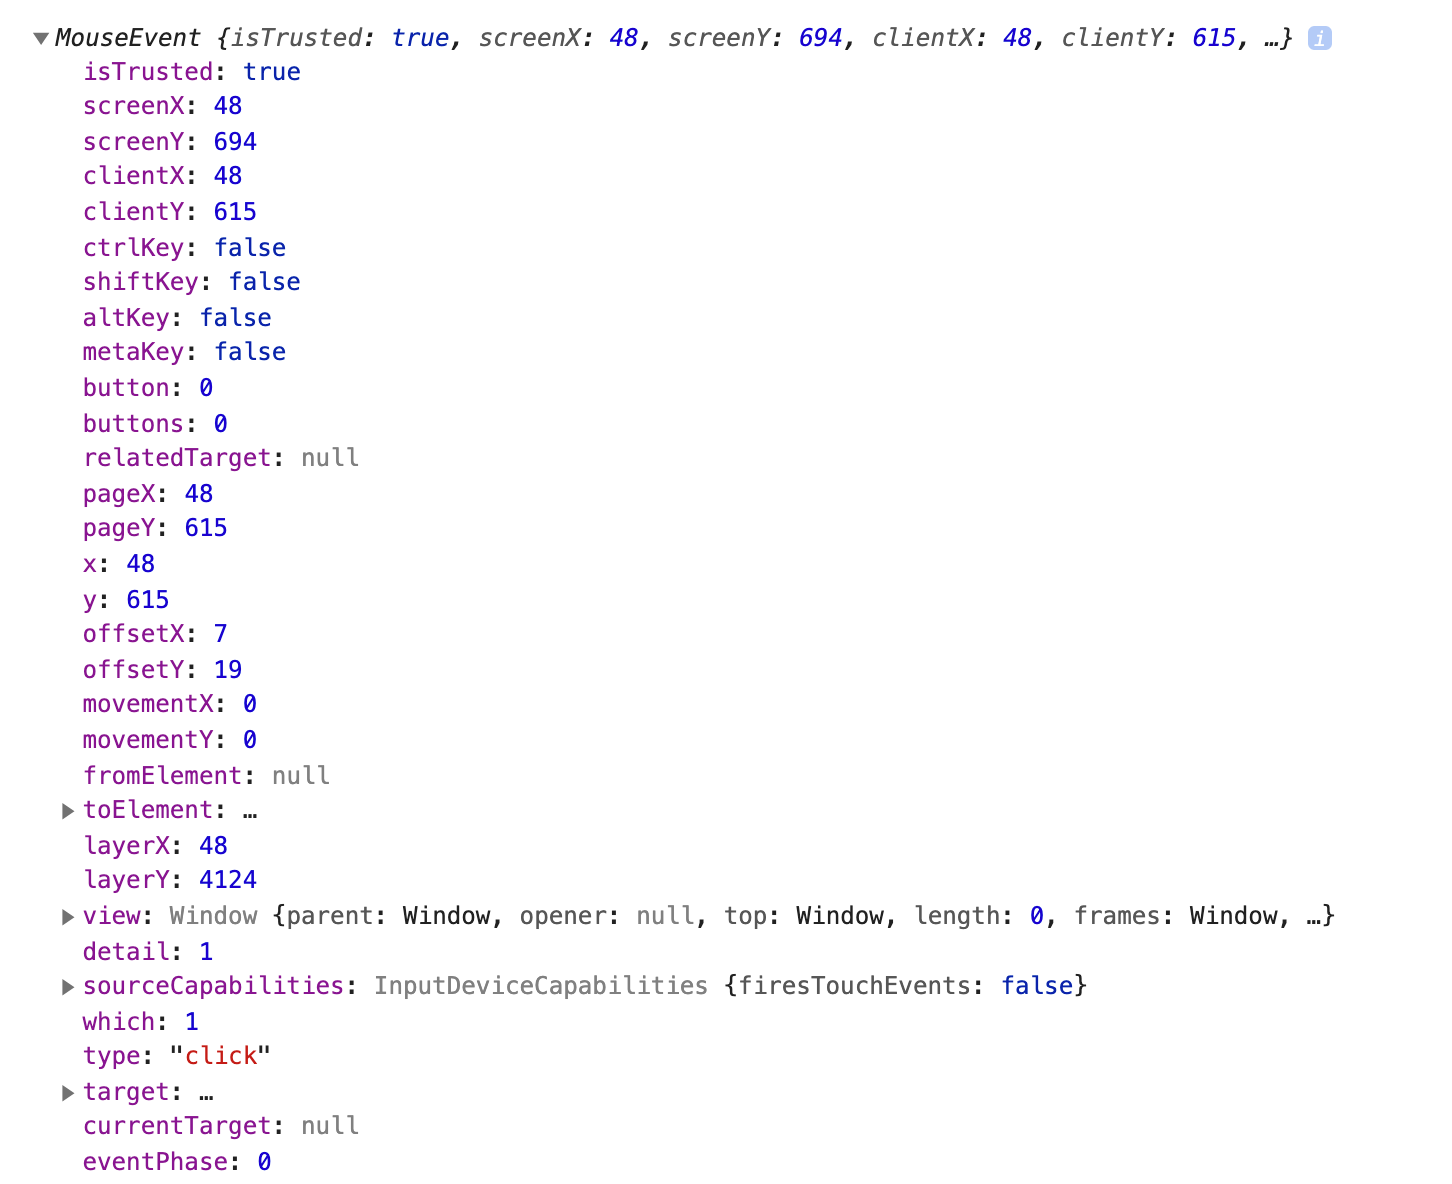 MouseEvent {isTrusted: true, screenX: 48, screenY: 694, clientX: 48, clientY: 615, …} i
isTrusted: true
screenX: 48
screenY: 694
clientX: 48
clientY: 615
ctrlKey: false
shiftKey: false
altKey: false
metaKey: false
button: 0
buttons: 0
relatedTarget: null
pageX: 48
pageY: 615
x: 48
y: 615
offsetX: 7
offsetY: 19
movementX: 0
movementY: 0
fromElement: null
toElement: …
layerX: 48
layerY: 4124
view: Window {parent: Window, opener: null, top: Window, length: 0, frames: Window, …}
detail: 1
sourceCapabilities: InputDeviceCapabilities {firesTouchEvents: false}
which: 1
type: "click"
target: …
currentTarget: null
eventPhase: 0